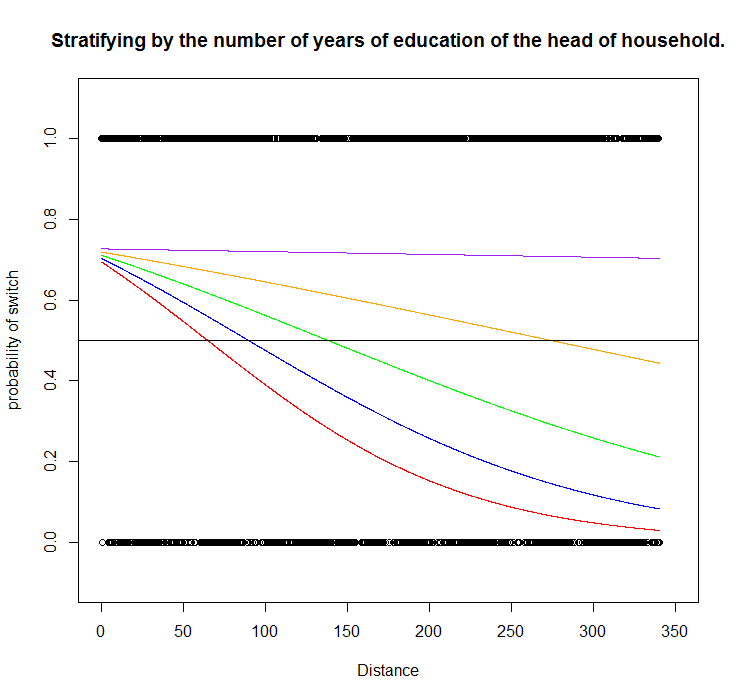 Stratifying by the number of years of education of the head of household.
probability of switch
1.0
0.8
0.6
0.4
0.2
0.0
0 50 100 150 200 250 300 350
Distance